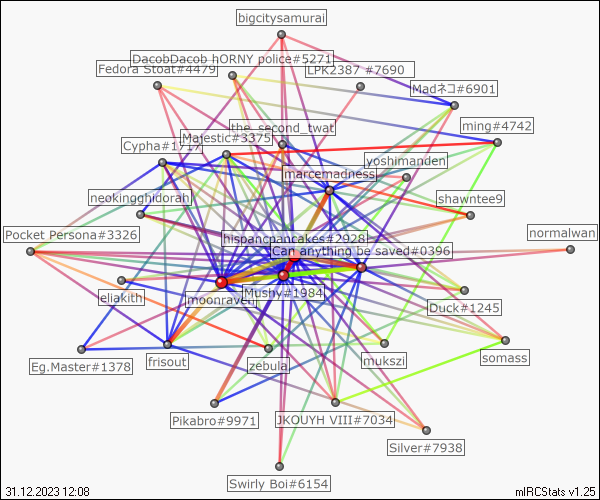 bigcitysamurai
DacobDacob hORNY police#5271
Fedora Stoat#4479
LPK2387 #7690
Madネコ#6901
ming#4742
the_second_twat
Majestic#3375
Cypha#1717
yoshimanden
marcemadness
neokingghidorah
shawntee9
Pocket Persona#3326
hispancpancakes#2928
normalwan
Can anything be saved#0396
eliakith
jmoonraven
Mushy#1984
Duck#1245
Eg.Master#1378
frisout
zebula
mukszi
somass
Pikabro#9971
JKOUYH VIII#7034
Silver#7938
Swirly Boi#6154
31.12.2023 12:08
mIRCStats v1.25